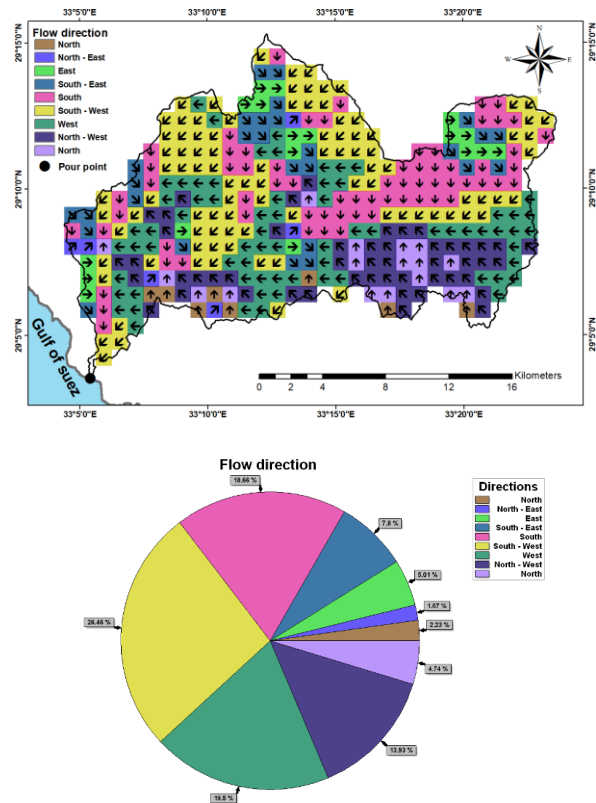 33°5'0"E 33°10'0"E 33°15'0"E 33°20'0"E
29°15'0"N 29°15'0"N
29°10'0"N 29°10'0"N
29°5'0"N 29°5'0"N
Flow direction
North
North - East
East
South - East
South
South - West
West
North - West
North
Pour point
N
W E
S
Gulf of suez
Kilometers
0 2 4 8 12 16
33°5'0"E 33°10'0"E 33°15'0"E 33°20'0"E
Flow direction
18.66 %
7.8 %
5.01 %
1.67 %
2.23 %
4.74 %
13.93 %
19.5 %
26.46 %
Directions
North
North - East
East
South - East
South
South - West
West
North - West
North